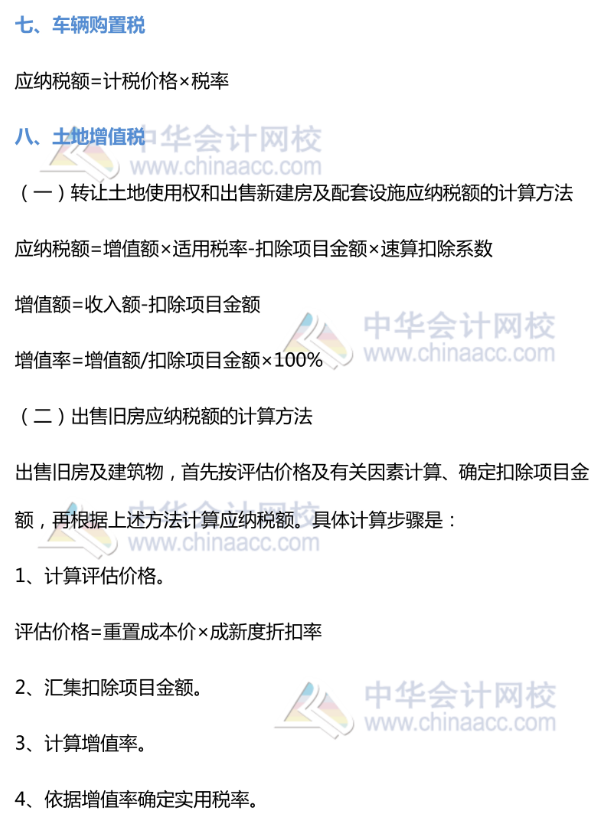 七、车辆购置税
应纳税额=计税价格×税率
八、土地增值税
中华会计网校
www.chinaacc.com
（一）转让土地使用权和出售新建房及配套设施应纳税额的计算方法
应纳税额=增值额×适用税率-扣除项目金额×速算扣除系数
增值额=收入额-扣除项目金额
中华会计网校
www.chinaacc.com
增值率=增值额/扣除项目金额×100%
（二）出售旧房应纳税额的计算方法
出售旧房及建筑物，首先按评估价格及有关因素计算、确定扣除项目金
额，再根据上述方法计算应纳税额。具体计算步骤是：
中华会计网校
www.chinaacc.com
1、计算评估价格。
评估价格=重置成本价×成新度折扣率
2、汇集扣除项目金额。
中华会计网校
www.chinaacc.com
3、计算增值率。
4、依据增值率确定实用税率。